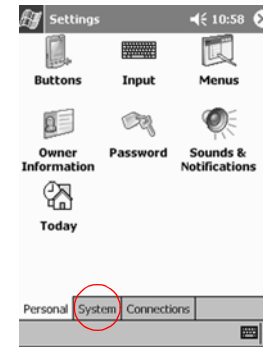 Settings 10:58
Buttons Input Menus
Owner Information Password Sounds & Notifications
Today
Personal System Connections